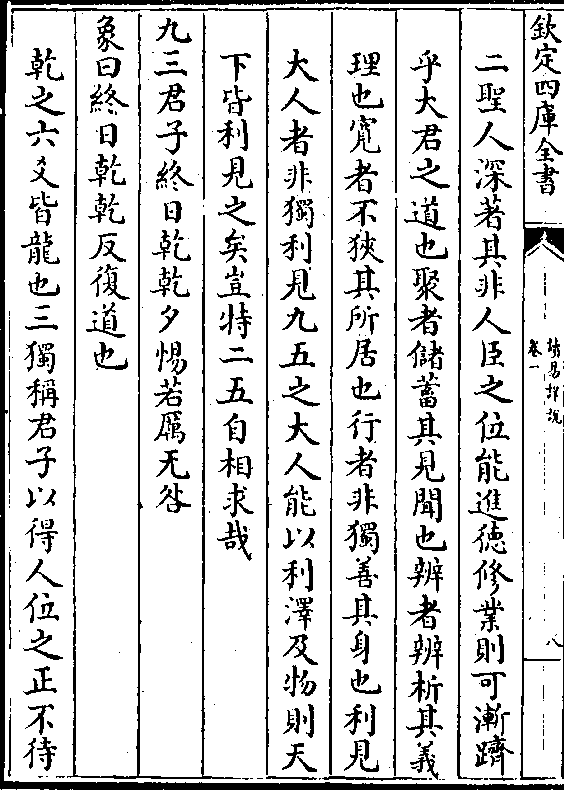 欽定四庫全書
讀易詳說
卷一
八
二聖人深著其非人臣之位能進德修業則可漸躋
乎大君之道也聚者儲蓄其見聞也辨者辨析其義
理也寛者不狹其所居也行者非獨善其身也利見
大人者非獨利見九五之大人能以利澤及物則天
下皆利見之矣豈特二五自相求哉
九三君子終日乾乾夕惕若厲无咎
象曰終日乾乾反復道也
乾之六爻皆龍也三獨稱君子以得人位之正不待